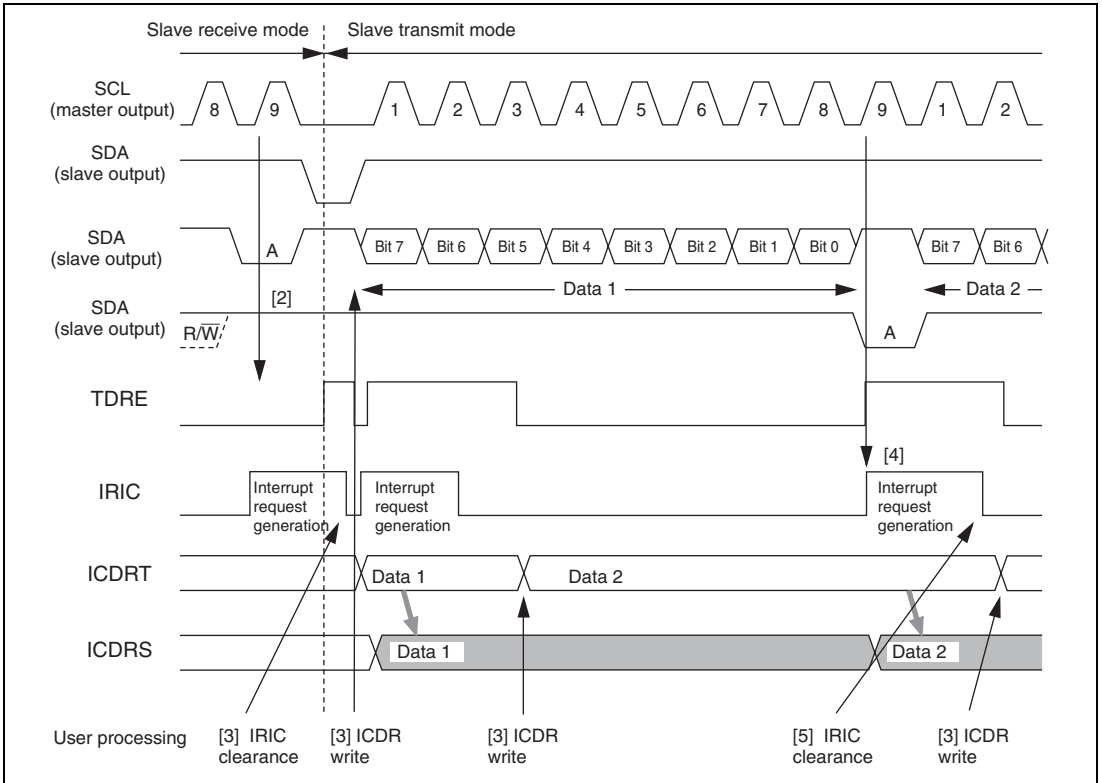 Slave receive mode
Slave transmit mode
SCL
(master output)
8 9 1 2 3 4 5 6 7 8 9 1 2
SDA
(slave output)
SDA
(slave output)
A
Bit 7 Bit 6 Bit 5 Bit 4 Bit 3 Bit 2 Bit 1 Bit 0 Bit 7 Bit 6
[2]
Data 1
Data 2
SDA
(slave output)
R/W̅
A
TDRE
[4]
IRIC
Interrupt
request
generation
Interrupt
request
generation
Interrupt
request
generation
ICDRT
Data 1
Data 2
ICDRS
Data 1
Data 2
User processing
[3] IRIC
clearance
[3] ICDR
write
[3] ICDR
write
[5] IRIC
clearance
[3] ICDR
write